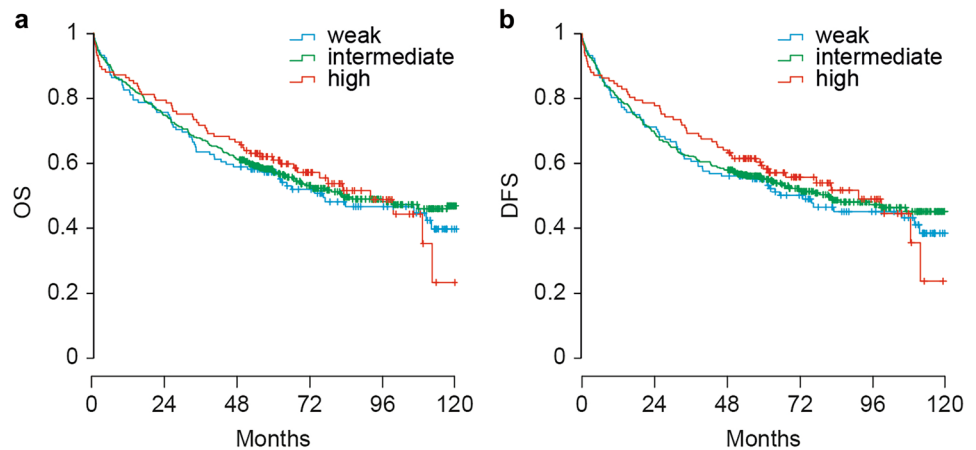 a
1
0.8
0.6
0.4
0.2
0
OS
weak
intermediate
high
0 24 48 72 96 120
Months
b
1
0.8
0.6
0.4
0.2
0
DFS
weak
intermediate
high
0 24 48 72 96 120
Months